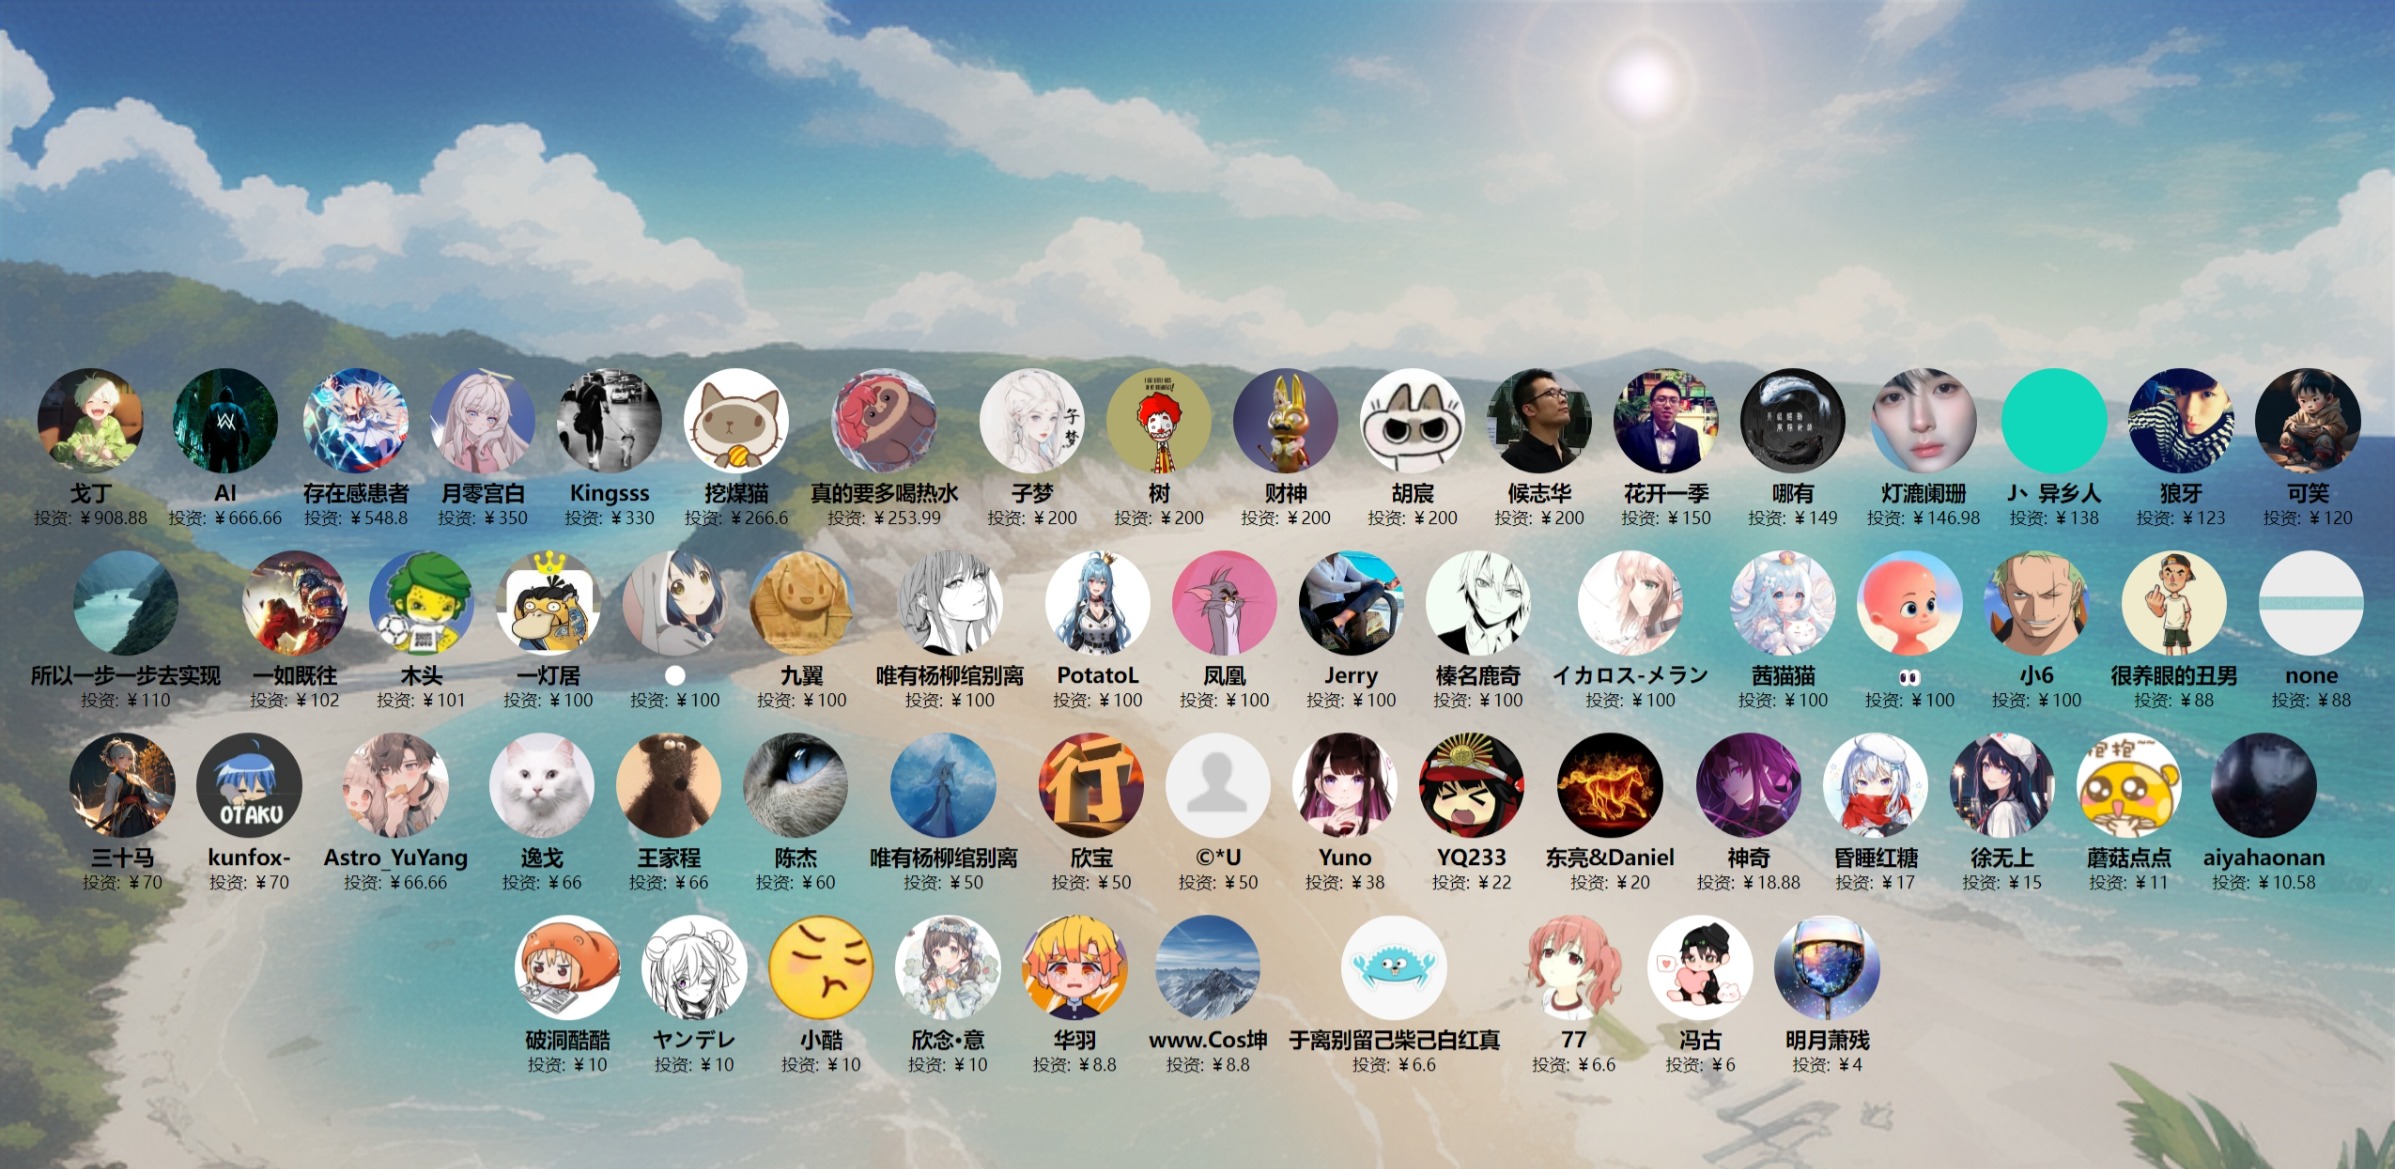 戈丁 AI 存在感患者 月零宫白 Kingsss 挖煤猫 真的要多喝热水 子梦 树 财神 胡宸 候志华 花开一季 哪有 灯漉阑珊 J丶异乡人 狼牙 可笑
投资: ¥908.88 投资: ¥666.66 投资: ¥548.8 投资: ¥350 投资: ¥330 投资: ¥266.6 投资: ¥253.99 投资: ¥200 投资: ¥200 投资: ¥200 投资: ¥200 投资: ¥200 投资: ¥150 投资: ¥149 投资: ¥146.98 投资: ¥138 投资: ¥123 投资: ¥120
所以一步一步去实现 一如既往 木头 一灯居 九翼 唯有杨柳绾别离 PotatoL 凤凰 Jerry 榛名鹿奇 イカロス-メラン 茜猫猫 👀 小6 很养眼的丑男 none
投资: ¥110 投资: ¥102 投资: ¥101 投资: ¥100 投资: ¥100 投资: ¥100 投资: ¥100 投资: ¥100 投资: ¥100 投资: ¥100 投资: ¥100 投资: ¥100 投资: ¥100 投资: ¥100 投资: ¥100 投资: ¥88 投资: ¥88
行
抱抱~~
OTAKU
三十马 kunfox- Astro_YuYang 逸戈 王家程 陈杰 唯有杨柳绾别离 欣宝 ©*U Yuno YQ233 东亮&Daniel 神奇 昏睡红糖 徐无上 蘑菇点点 aiyahaonan
投资: ¥70 投资: ¥70 投资: ¥66.66 投资: ¥66 投资: ¥66 投资: ¥60 投资: ¥50 投资: ¥50 投资: ¥50 投资: ¥38 投资: ¥22 投资: ¥20 投资: ¥18.88 投资: ¥17 投资: ¥15 投资: ¥11 投资: ¥10.58
破洞酷酷 ヤンデレ 小酷 欣念•意 华羽 www.Cos坤 于离别留己柴己白红真 77 冯古 明月萧残
投资: ¥10 投资: ¥10 投资: ¥10 投资: ¥10 投资: ¥8.8 投资: ¥8.8 投资: ¥6.6 投资: ¥6.6 投资: ¥6 投资: ¥4